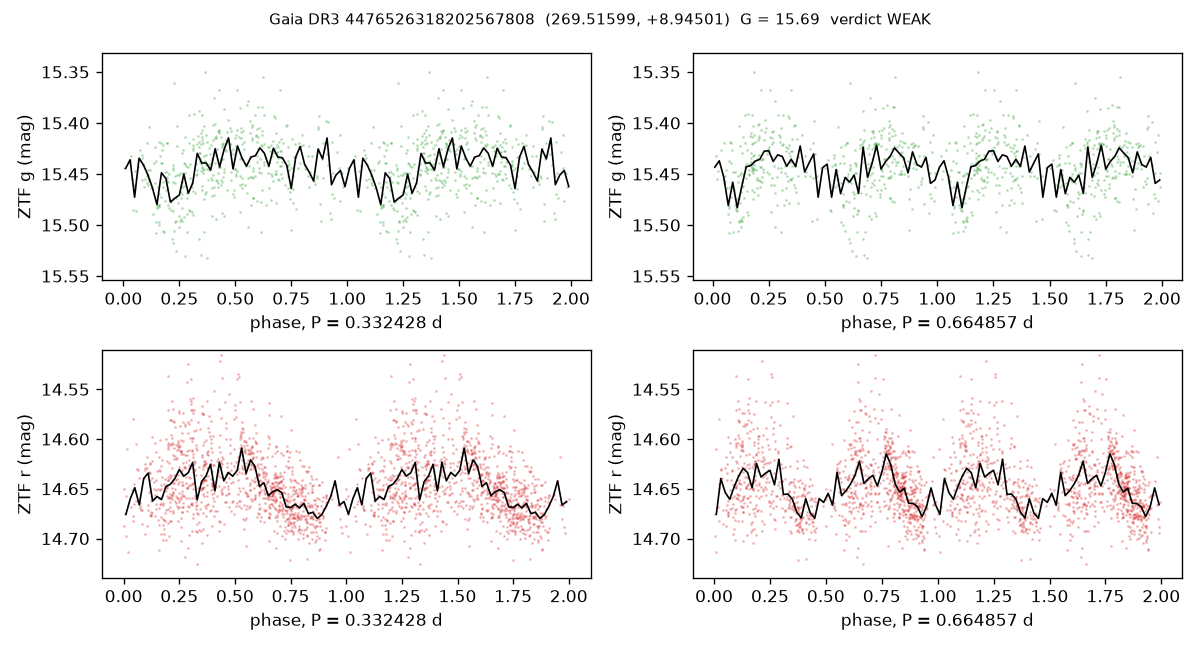 Gaia DR3 4476526318202567808 (269.51599, +8.94501) G = 15.69 verdict WEAK
ZTF g (mag)
15.35
15.40
15.45
15.50
15.55
0.00 0.25 0.50 0.75 1.00 1.25 1.50 1.75 2.00
phase, P = 0.332428 d
ZTF g (mag)
15.35
15.40
15.45
15.50
15.55
0.00 0.25 0.50 0.75 1.00 1.25 1.50 1.75 2.00
phase, P = 0.664857 d
ZTF r (mag)
14.55
14.60
14.65
14.70
0.00 0.25 0.50 0.75 1.00 1.25 1.50 1.75 2.00
phase, P = 0.332428 d
ZTF r (mag)
14.55
14.60
14.65
14.70
0.00 0.25 0.50 0.75 1.00 1.25 1.50 1.75 2.00
phase, P = 0.664857 d